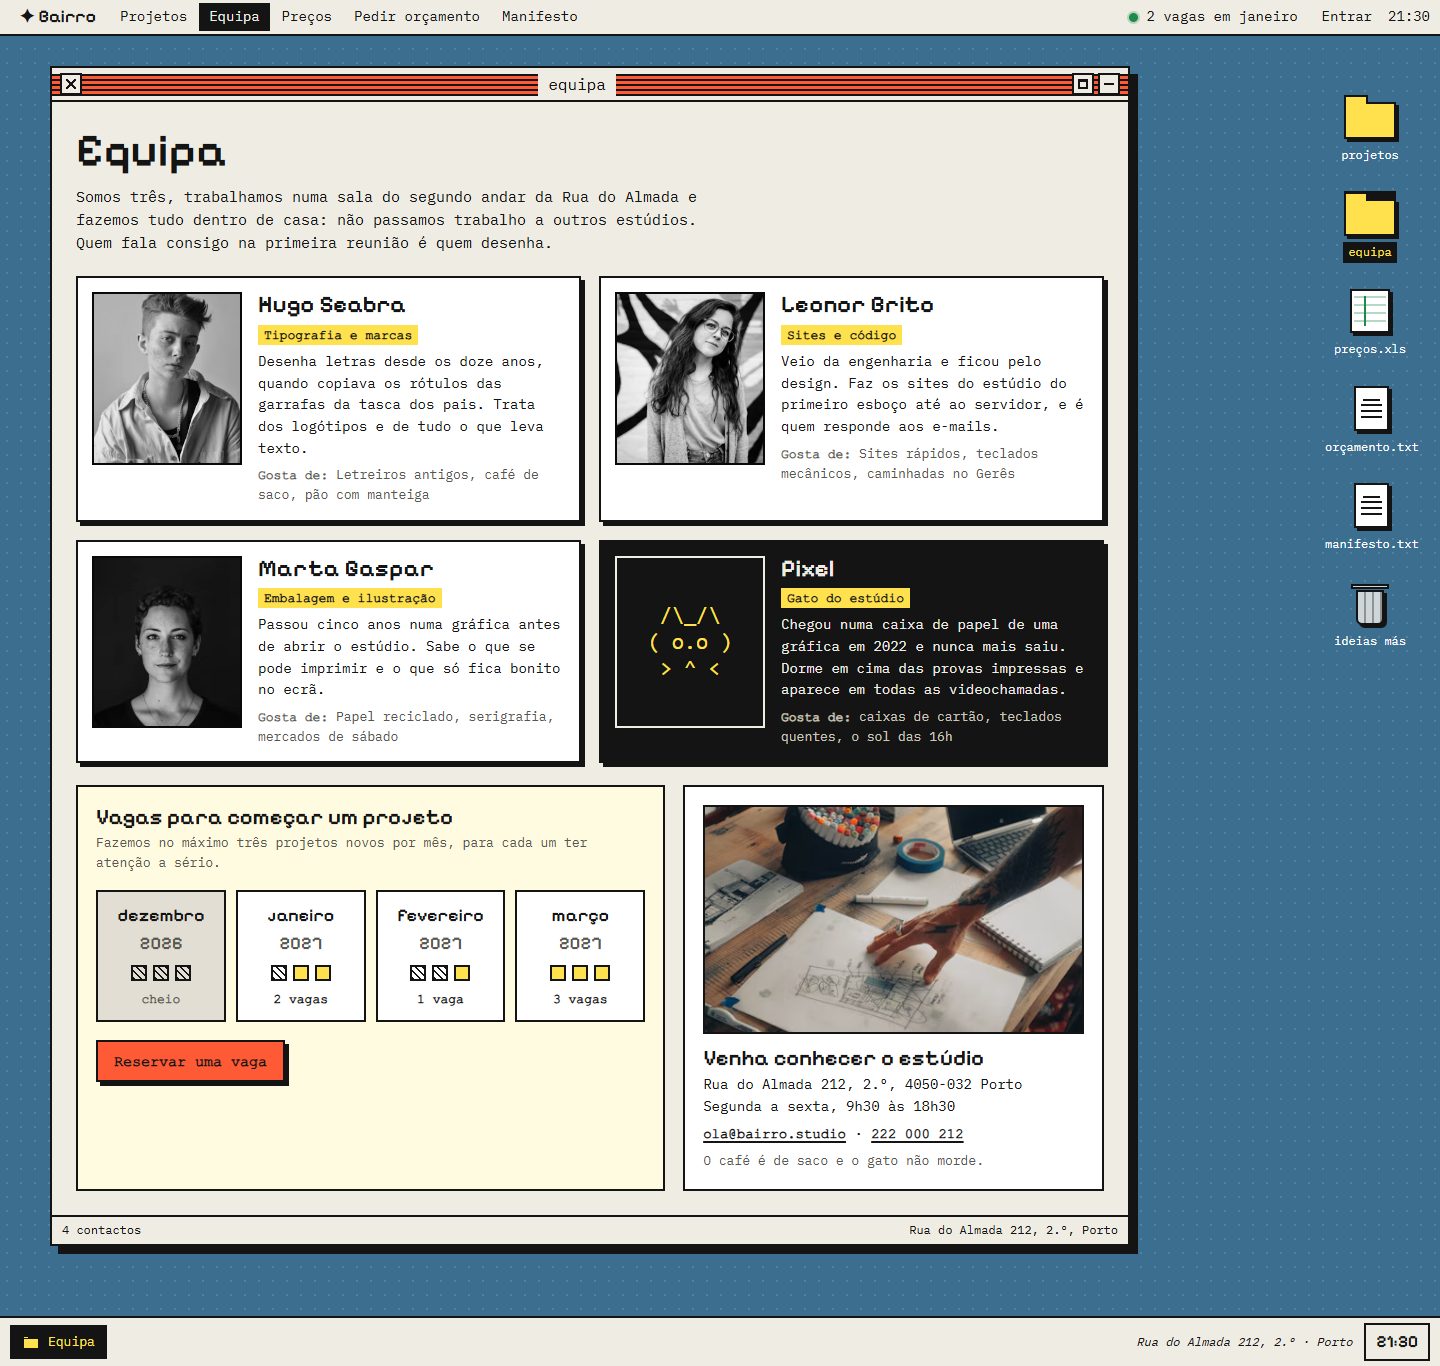 Bairro Projetos Equipa Preços Pedir orçamento Manifesto 2 vagas em janeiro Entrar 21:30
equipa
Equipa
Somos três, trabalhamos numa sala do segundo andar da Rua do Almada e
fazemos tudo dentro de casa: não passamos trabalho a outros estúdios.
Quem fala consigo na primeira reunião é quem desenha.
Hugo Seabra
Tipografia e marcas
Desenha letras desde os doze anos,
quando copiava os rótulos das
garrafas da tasca dos pais. Trata
dos logótipos e de tudo o que leva
texto.
Gosta de: Letreiros antigos, café de
saco, pão com manteiga
Leonor Brito
Sites e código
Veio da engenharia e ficou pelo
design. Faz os sites do estúdio do
primeiro esboço até ao servidor, e é
quem responde aos e-mails.
Gosta de: Sites rápidos, teclados
mecânicos, caminhadas no Gerês
Marta Gaspar
Embalagem e ilustração
Passou cinco anos numa gráfica antes
de abrir o estúdio. Sabe o que se
pode imprimir e o que só fica bonito
no ecrã.
Gosta de: Papel reciclado, serigrafia,
mercados de sábado
/\_/\
( o.o )
> ^ <
Pixel
Gato do estúdio
Chegou numa caixa de papel de uma
gráfica em 2022 e nunca mais saiu.
Dorme em cima das provas impressas e
aparece em todas as videochamadas.
Gosta de: caixas de cartão, teclados
quentes, o sol das 16h
Vagas para começar um projeto
Fazemos no máximo três projetos novos por mês, para cada um ter
atenção a sério.
dezembro
2026
cheio
janeiro
2027
2 vagas
fevereiro
2027
1 vaga
março
2027
3 vagas
Reservar uma vaga
Venha conhecer o estúdio
Rua do Almada 212, 2.º, 4050-032 Porto
Segunda a sexta, 9h30 às 18h30
ola@bairro.studio · 222 000 212
O café é de saco e o gato não morde.
4 contactos
Rua do Almada 212, 2.º, Porto
projetos
equipa
preços.xls
orçamento.txt
manifesto.txt
ideias más
Equipa
Rua do Almada 212, 2.º · Porto
21:30